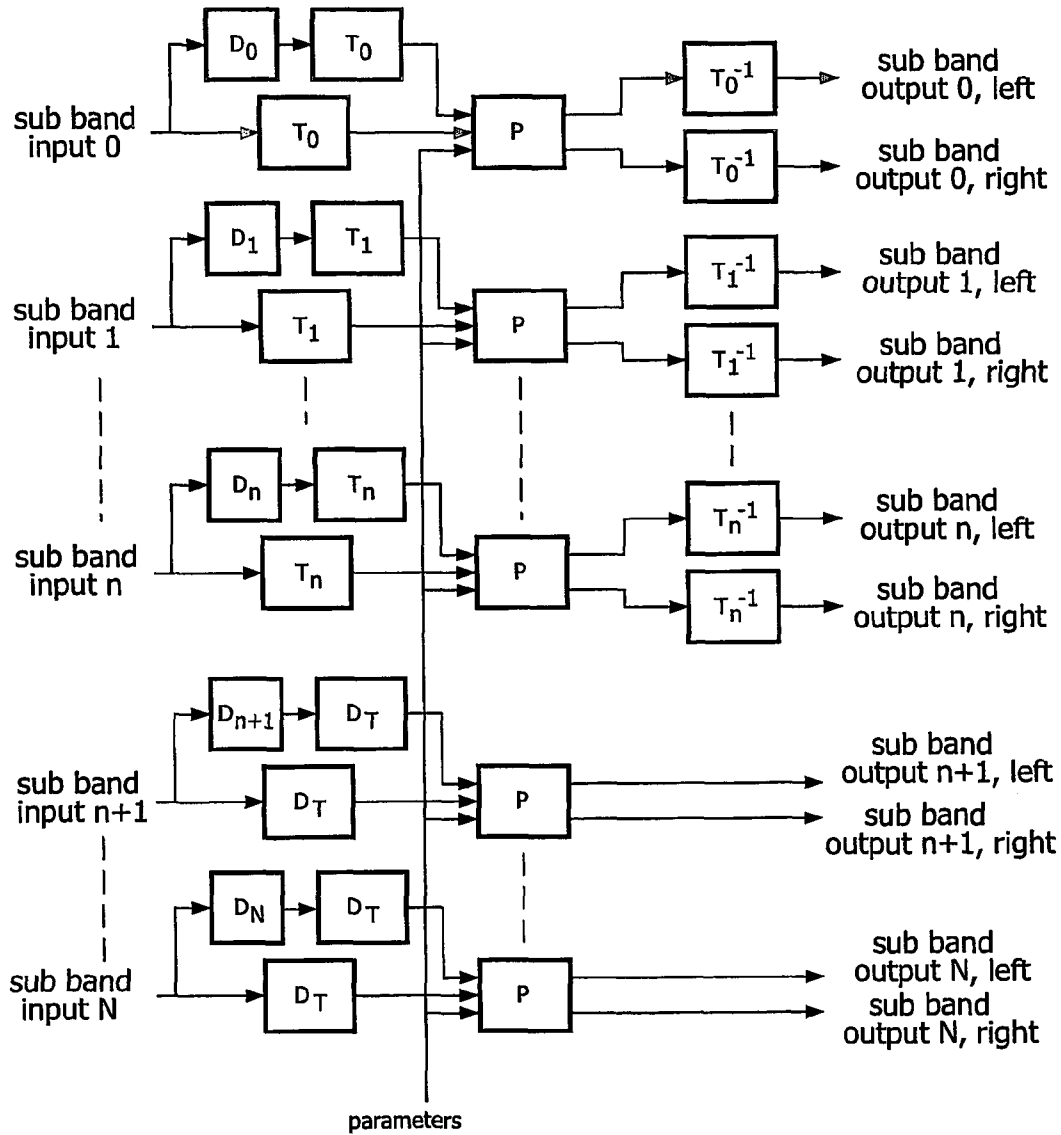 D0 T0 T0⁻¹ sub band
output 0, left
sub band
input 0 T0 P T0⁻¹ sub band
output 0, right
D1 T1 T1⁻¹ sub band
output 1, left
sub band
input 1 T1 P T1⁻¹ sub band
output 1, right
Dn Tn Tn⁻¹ sub band
output n, left
sub band
input n Tn P Tn⁻¹ sub band
output n, right
Dn+1 DT sub band
output n+1, left
sub band
input n+1 DT P sub band
output n+1, right
DN DT sub band
output N, left
sub band
input N DT P sub band
output N, right
parameters